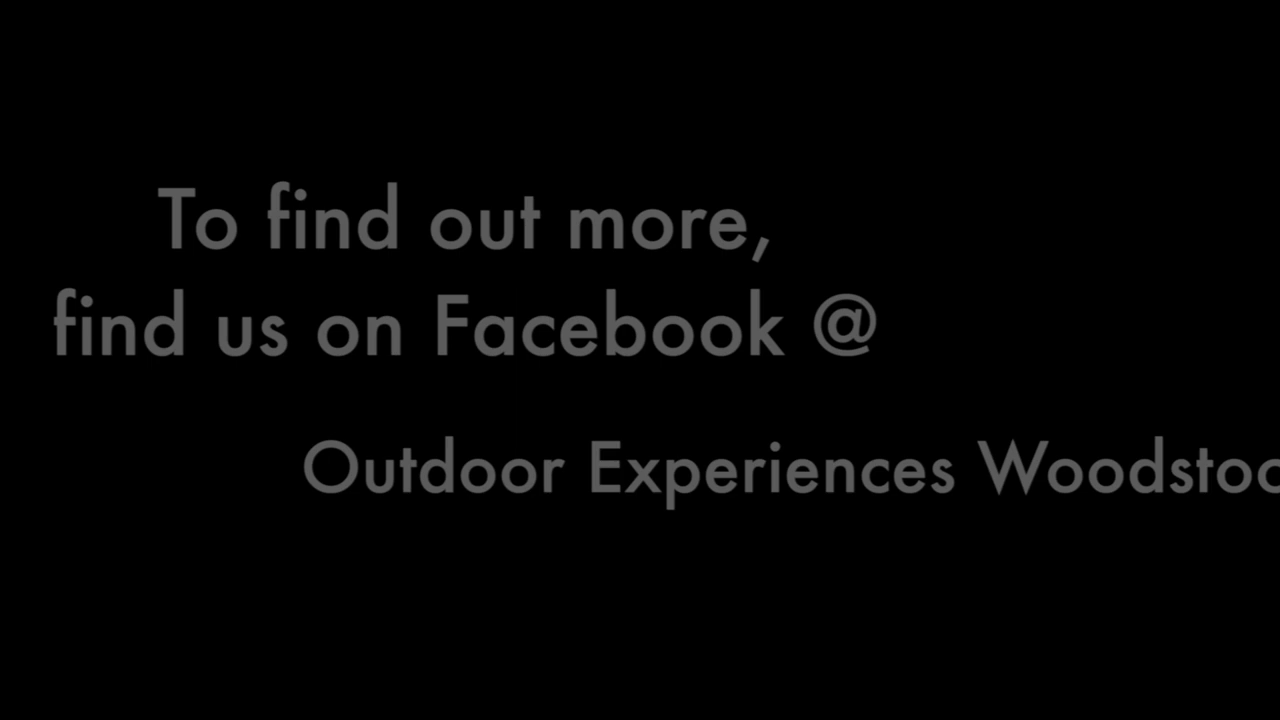 To find out more,
find us on Facebook @
Outdoor Experiences Woodstoc